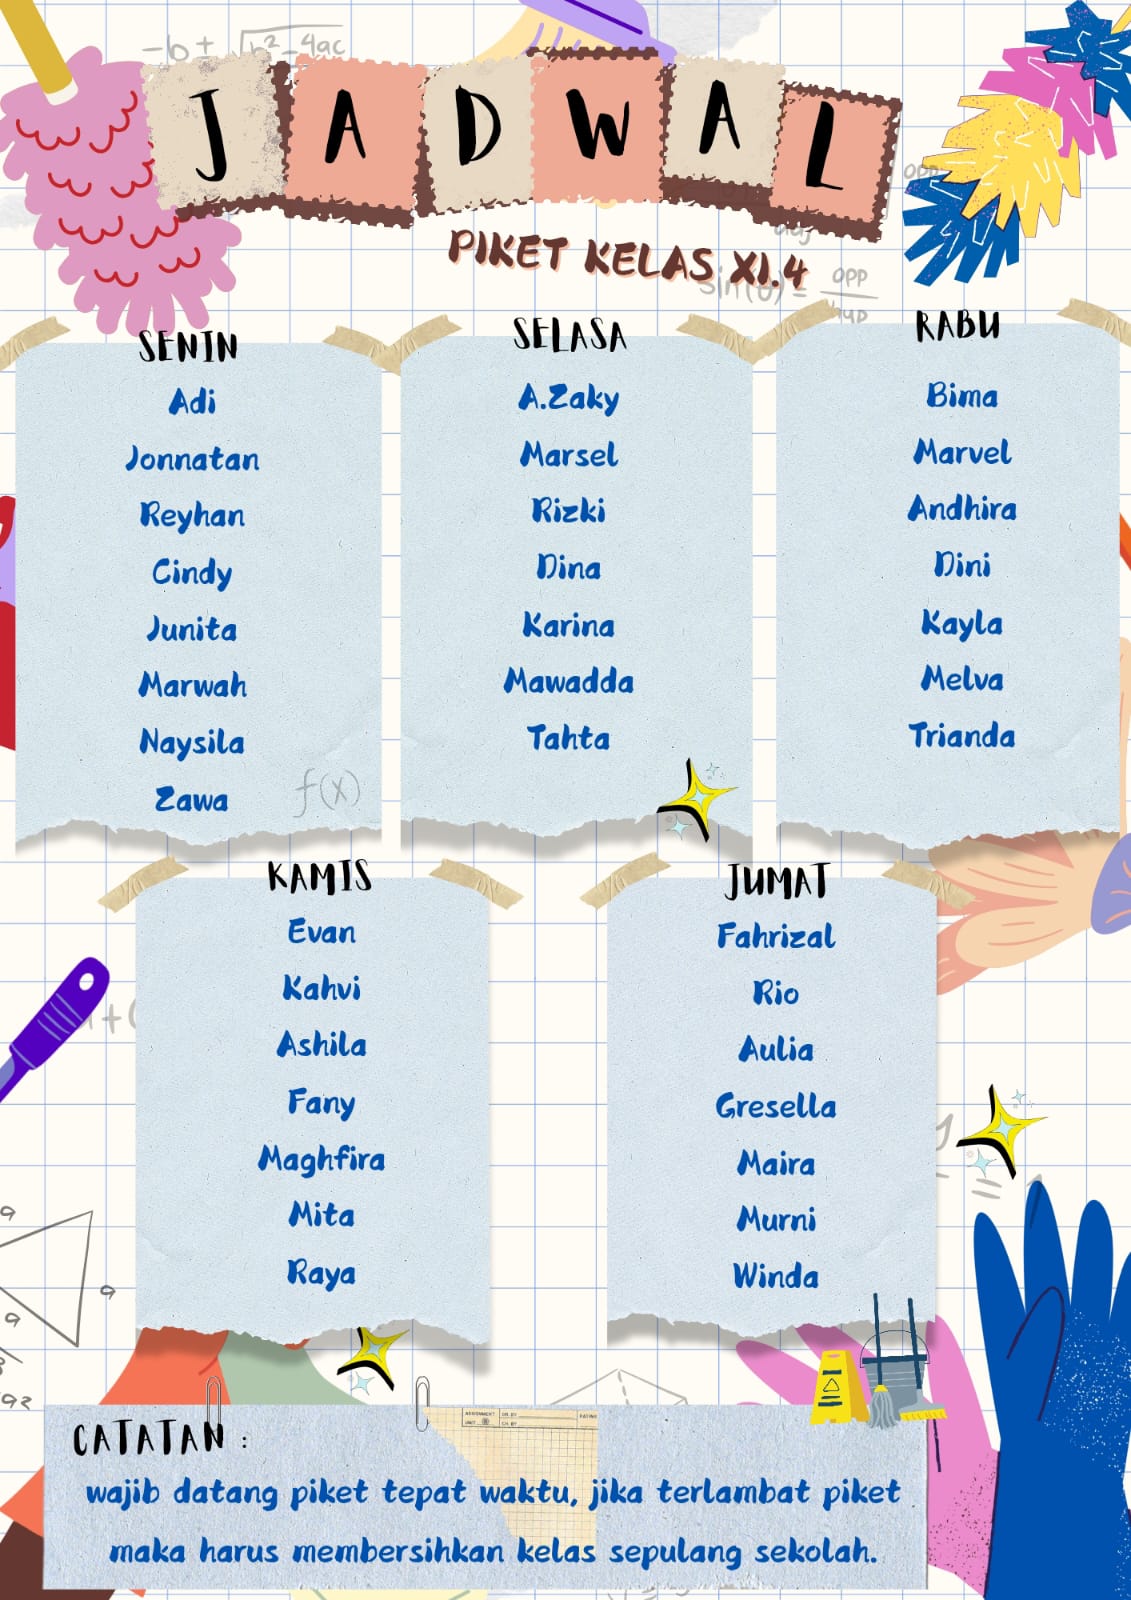 JADWAL
PIKET KELAS XI.4
SENIN
Adi
Jonnatan
Reyhan
Cindy
Junita
Marwah
Naysila
Zawa
SELASA
A.Zaky
Marsel
Rizki
Dina
Karina
Mawadda
Tahta
RABU
Bima
Marvel
Andhira
Dini
Kayla
Melva
Trianda
KAMIS
Evan
Kahvi
Ashila
Fany
Maghfira
Mita
Raya
JUMAT
Fahrizal
Rio
Aulia
Gresella
Maira
Murni
Winda
CATATAN :
wajib datang piket tepat waktu, jika terlambat piket
maka harus membersihkan kelas sepulang sekolah.
f(x)